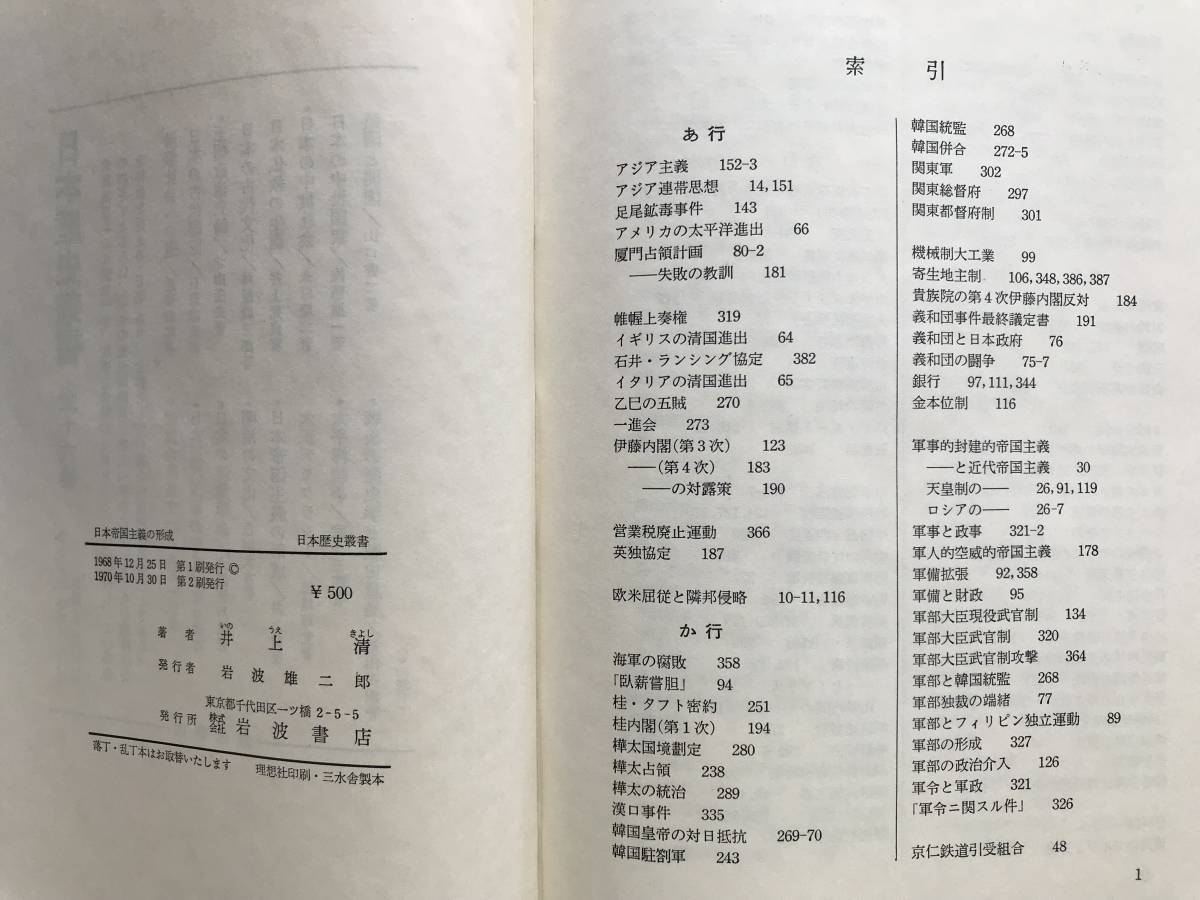 日本帝国主義の形成 日本歴史叢書
1968年12月25日 第1刷発行 ©
1970年10月30日 第2刷発行
¥500
いの うえ きよし
著者 井上清
発行者 岩波雄二郎
東京都千代田区一ツ橋2-5-5
発行所 株式会社 岩波書店
落丁・乱丁本はお取替いたします 理想社印刷・三水舎製本
索引
あ行
アジア主義 152-3
アジア連帯思想 14,151
足尾鉱毒事件 143
アメリカの太平洋進出 66
厦門占領計画 80-2
――失敗の教訓 181
帷幄上奏権 319
イギリスの清国進出 64
石井・ランシング協定 382
イタリアの清国進出 65
乙巳の五賊 270
一進会 273
伊藤内閣(第3次) 123
――(第4次) 183
――の対露策 190
営業税廃止運動 366
英独協定 187
欧米屈従と隣邦侵略 10-11,116
か行
海軍の腐敗 358
「臥薪嘗胆」 94
桂・タフト密約 251
桂内閣(第1次) 194
樺太国境劃定 280
樺太占領 238
樺太の統治 289
漢口事件 335
韓国皇帝の対日抵抗 269-70
韓国駐劄軍 243
韓国統監 268
韓国併合 272-5
関東軍 302
関東総督府 297
関東都督府制 301
機械制大工業 99
寄生地主制 106,348,386,387
貴族院の第4次伊藤内閣反対 184
義和団事件最終議定書 191
義和団と日本政府 76
義和団の闘争 75-7
銀行 97,111,344
金本位制 116
軍事的封建的帝国主義
――と近代帝国主義 30
天皇制の―― 26,91,119
ロシアの―― 26-7
軍事と政事 321-2
軍人的空威的帝国主義 178
軍備拡張 92,358
軍備と財政 95
軍部大臣現役武官制 134
軍部大臣武官制 320
軍部大臣武官制攻撃 364
軍部と韓国統監 268
軍部独裁の端緒 77
軍部とフィリピン独立運動 89
軍部の形成 327
軍部の政治介入 126
軍令と軍政 321
「軍令ニ関スル件」 326
京仁鉄道引受組合 48
1